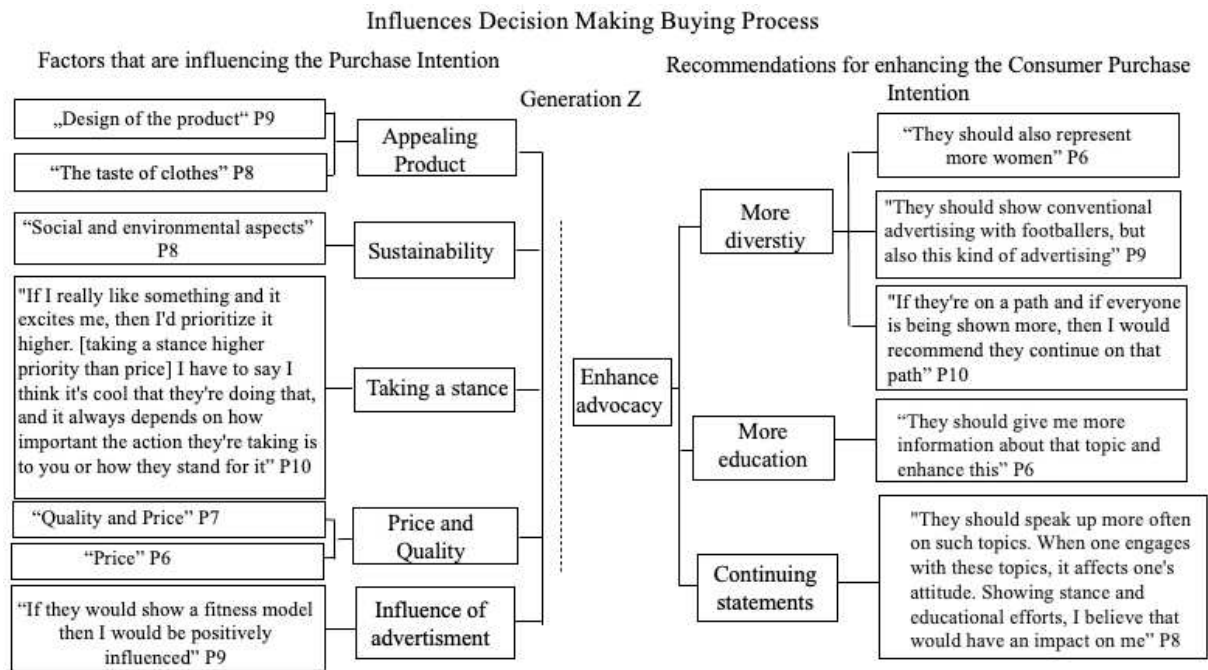 Influences Decision Making Buying Process
Factors that are influencing the Purchase Intention
Generation Z
Recommendations for enhancing the Consumer Purchase
Intention
„Design of the product“ P9
“The taste of clothes” P8
Appealing
Product
“Social and environmental aspects”
P8
Sustainability
"If I really like something and it
excites me, then I'd prioritize it
higher. [taking a stance higher
priority than price] I have to say I
think it's cool that they're doing that,
and it always depends on how
important the action they're taking is
to you or how they stand for it” P10
Taking a stance
“Quality and Price” P7
“Price” P6
Price and
Quality
“If they would show a fitness model
then I would be positively
influenced” P9
Influence of
advertisment
Enhance
advocacy
More
diverstiy
“They should also represent
more women” P6
"They should show conventional
advertising with footballers, but
also this kind of advertising” P9
"If they're on a path and if everyone
is being shown more, then I would
recommend they continue on that
path” P10
More
education
“They should give me more
information about that topic and
enhance this” P6
Continuing
statements
"They should speak up more often
on such topics. When one engages
with these topics, it affects one's
attitude. Showing stance and
educational efforts, I believe that
would have an impact on me” P8